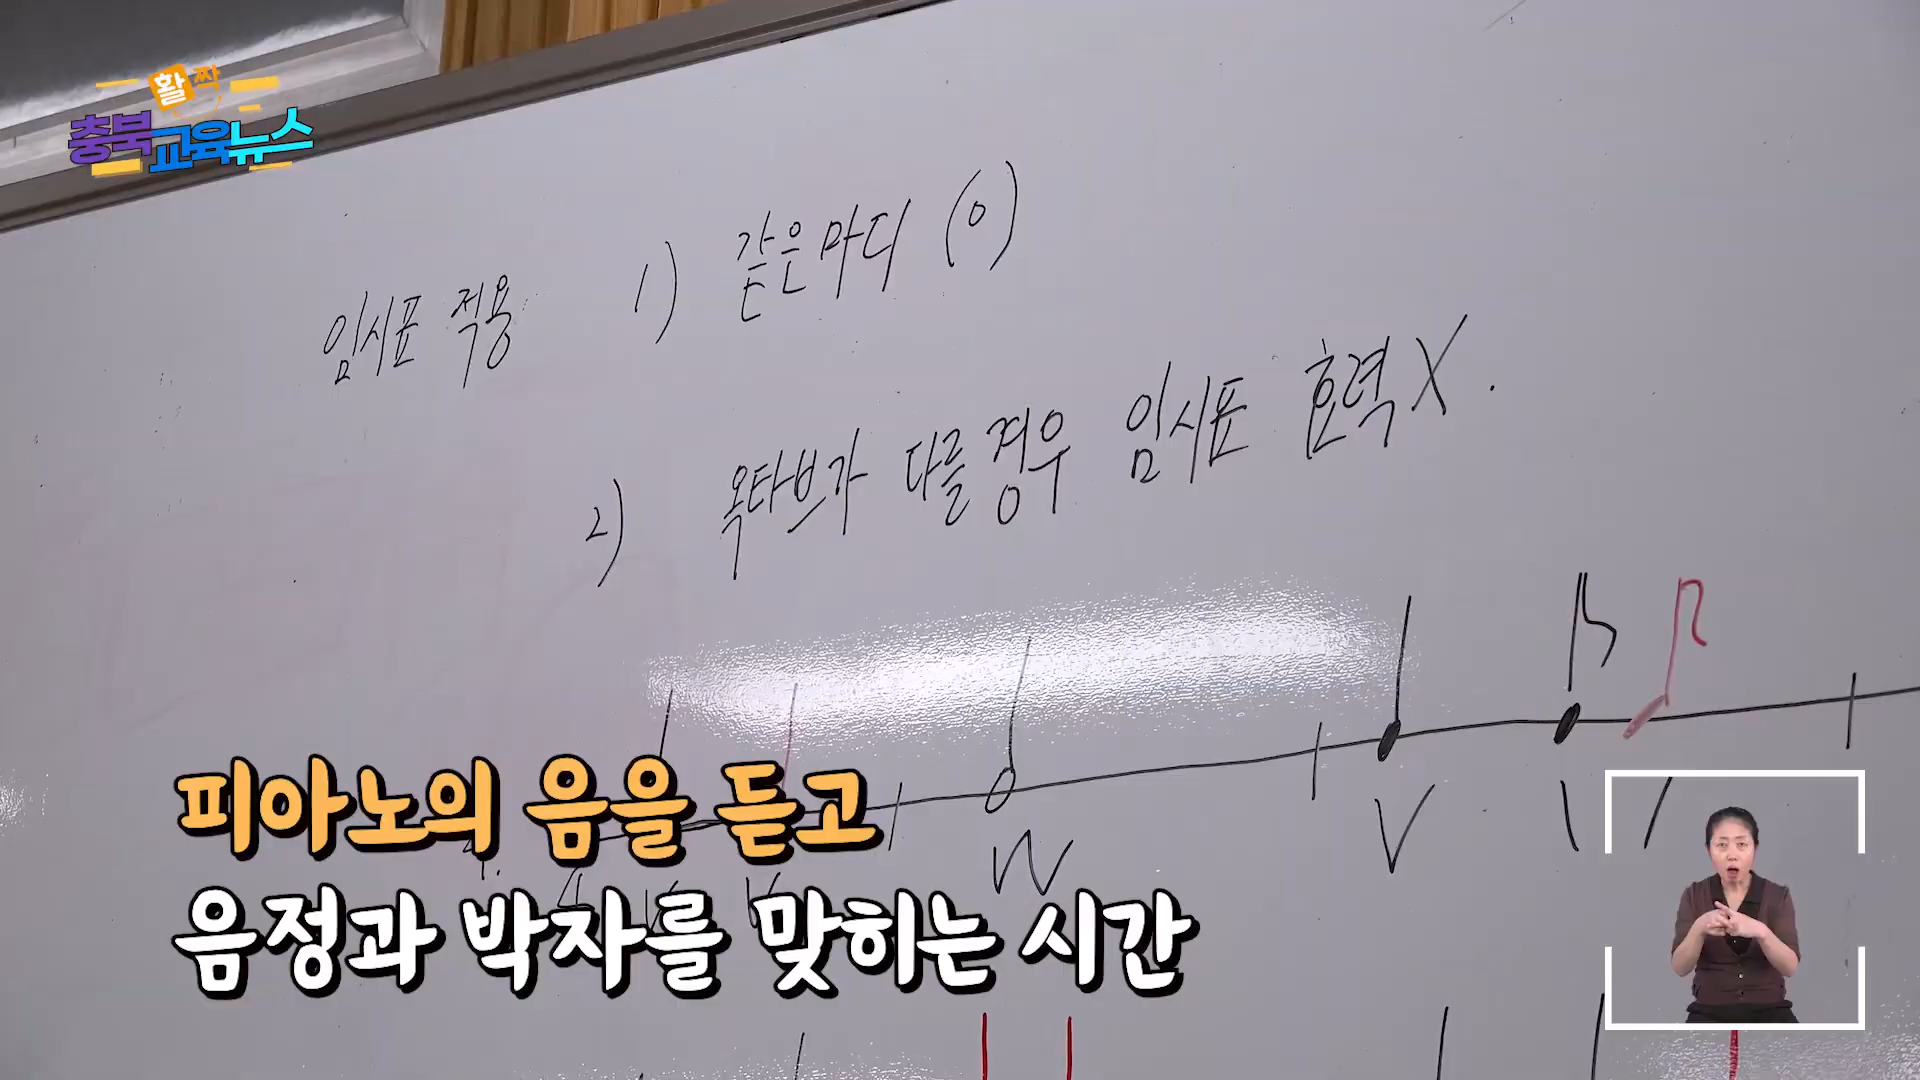 활짝
충북교육뉴스
임시표 적용 1) 같은마디 (O)
2) 옥타브가 다를경우 임시표 효력 X.
피아노의 음을 듣고
음정과 박자를 맞히는 시간